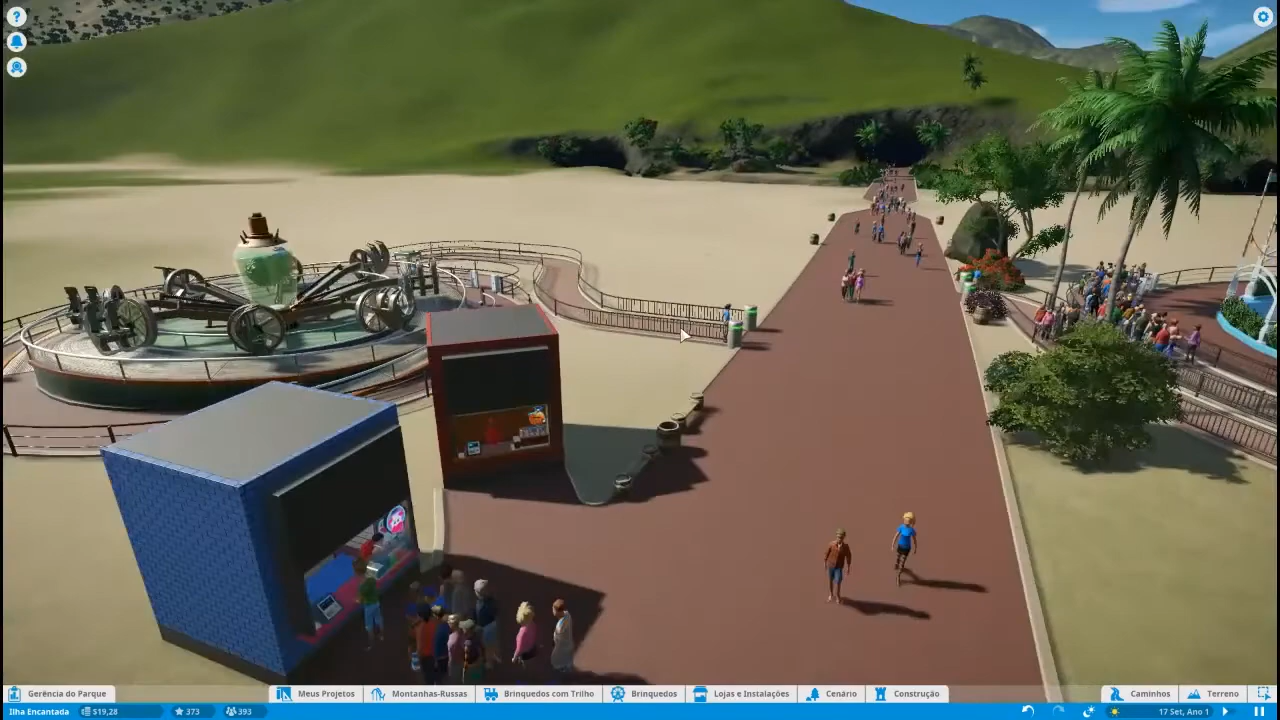 ?
Gerência do Parque
Meus Projetos
Montanhas-Russas
Brinquedos com Trilho
Brinquedos
Lojas e Instalações
Cenário
Construção
Caminhos
Terreno
Ilha Encantada
$19,28
373
393
17 Set, Ano 1